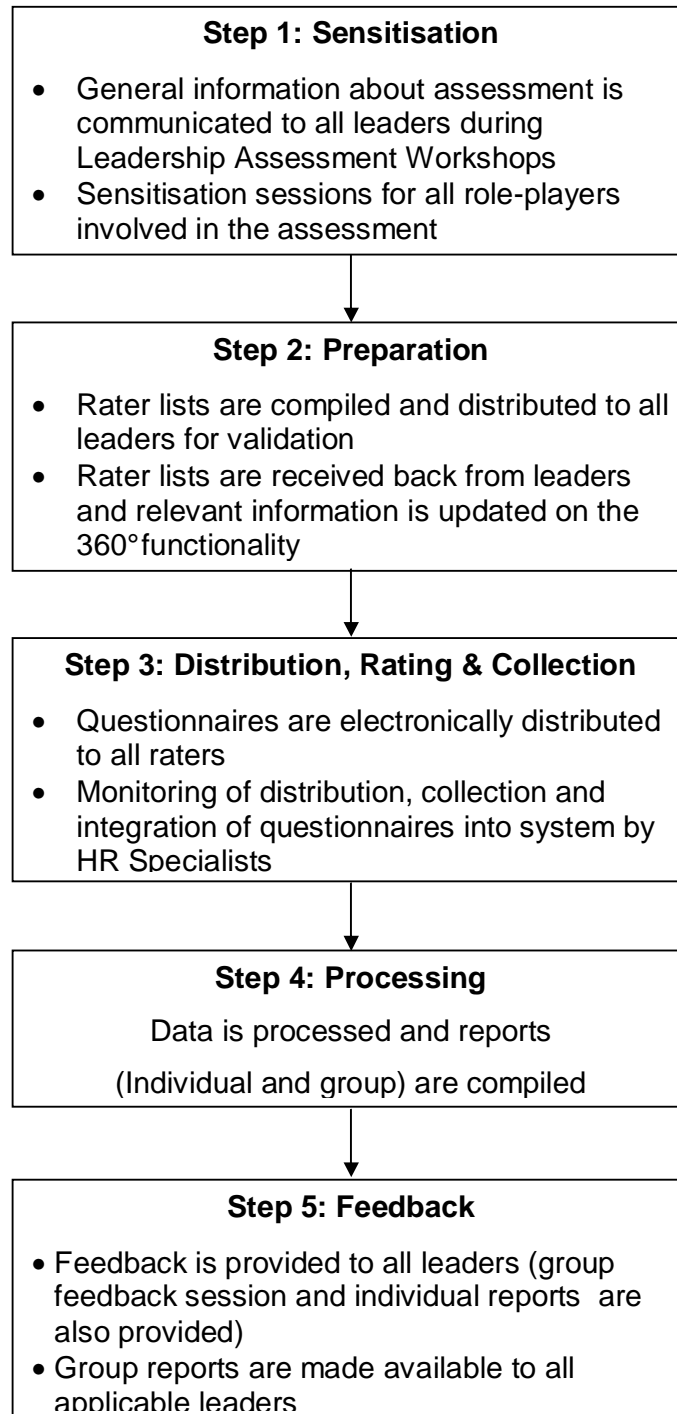 Step 1: Sensitisation
• General information about assessment is
communicated to all leaders during
Leadership Assessment Workshops
• Sensitisation sessions for all role-players
involved in the assessment
Step 2: Preparation
• Rater lists are compiled and distributed to all
leaders for validation
• Rater lists are received back from leaders
and relevant information is updated on the
360° functionality
Step 3: Distribution, Rating & Collection
• Questionnaires are electronically distributed
to all raters
• Monitoring of distribution, collection and
integration of questionnaires into system by
HR Specialists
Step 4: Processing
Data is processed and reports
(Individual and group) are compiled
Step 5: Feedback
• Feedback is provided to all leaders (group
feedback session and individual reports are
also provided)
• Group reports are made available to all
applicable leaders